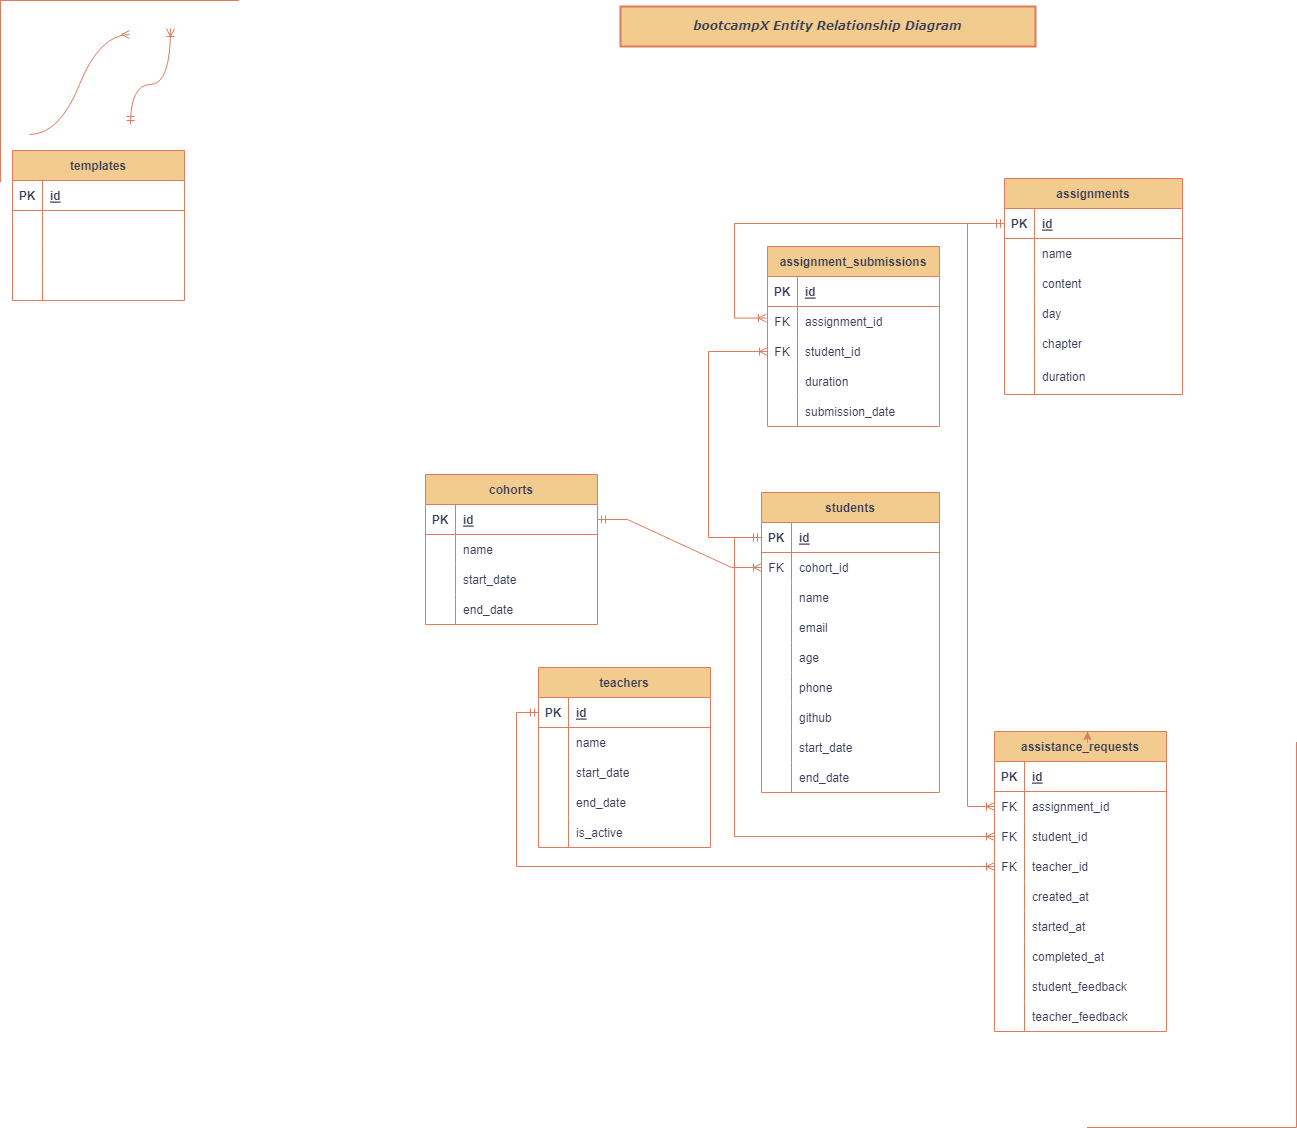 bootcampX Entity Relationship Diagram
templates
PK id
assignments
PK id
name
content
day
chapter
duration
assignment_submissions
PK id
FK assignment_id
FK student_id
duration
submission_date
cohorts
PK id
name
start_date
end_date
students
PK id
FK cohort_id
name
email
age
phone
github
start_date
end_date
teachers
PK id
name
start_date
end_date
is_active
assistance_requests
PK id
FK assignment_id
FK student_id
FK teacher_id
created_at
started_at
completed_at
student_feedback
teacher_feedback